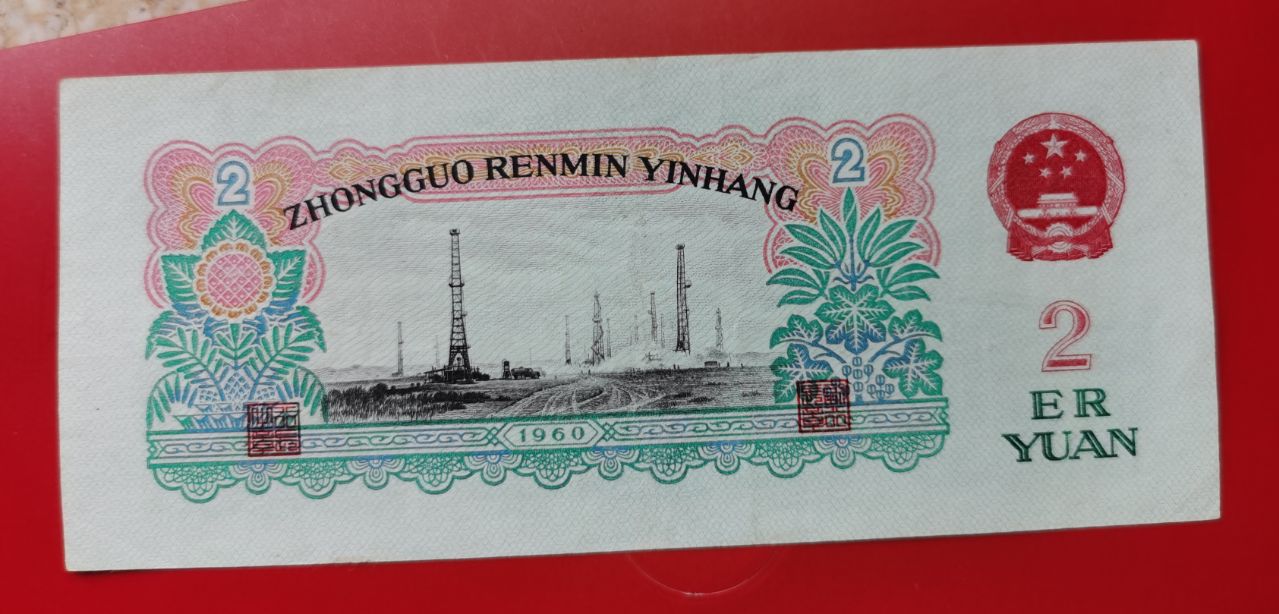 2
2
ZHONGGUO RENMIN YINHANG
2
ER
YUAN
1960